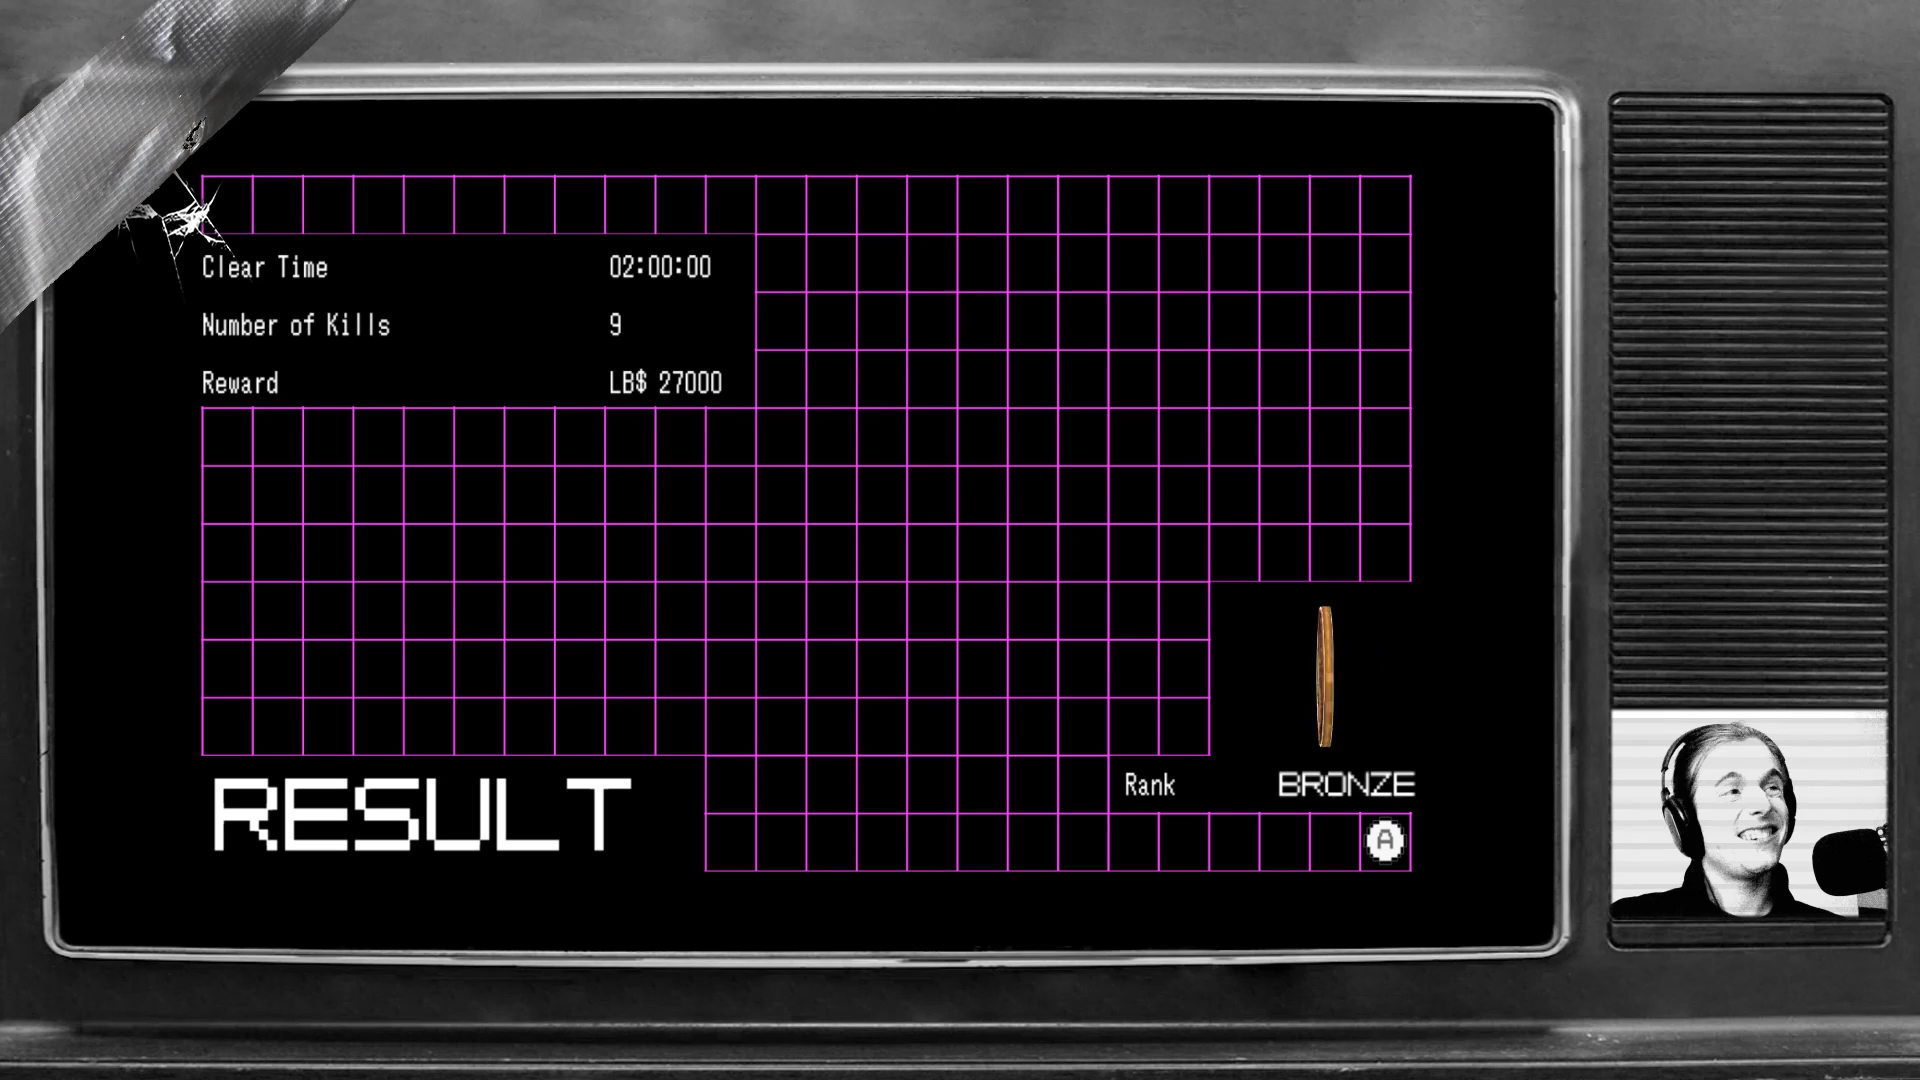 Clear Time 02:00:00
Number of Kills 9
Reward LB$ 27000
RESULT
Rank BRONZE
A